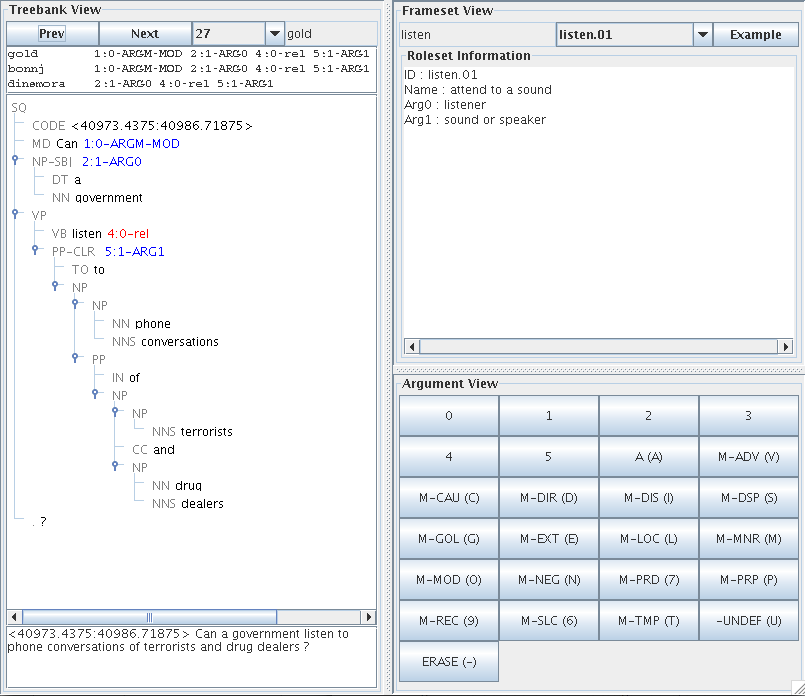 Treebank View
Prev Next 27 gold
gold 1:0-ARGM-MOD 2:1-ARG0 4:0-rel 5:1-ARG1
bonnj 1:0-ARGM-MOD 2:1-ARG0 4:0-rel 5:1-ARG1
dinemora 2:1-ARG0 4:0-rel 5:1-ARG1
SQ
CODE <40973.4375:40986.71875>
MD Can 1:0-ARGM-MOD
NP-SBJ 2:1-ARG0
DT a
NN government
VP
VB listen 4:0-rel
PP-CLR 5:1-ARG1
TO to
NP
NP
NN phone
NNS conversations
PP
IN of
NP
NP
NNS terrorists
CC and
NP
NN drug
NNS dealers
. ?
<40973.4375:40986.71875> Can a government listen to
phone conversations of terrorists and drug dealers ?
Frameset View
listen listen.01 Example
Roleset Information
ID : listen.01
Name : attend to a sound
Arg0 : listener
Arg1 : sound or speaker
Argument View
0 1 2 3
4 5 A (A) M-ADV (V)
M-CAU (C) M-DIR (D) M-DIS (I) M-DSP (S)
M-GOL (G) M-EXT (E) M-LOC (L) M-MNR (M)
M-MOD (O) M-NEG (N) M-PRD (7) M-PRP (P)
M-REC (9) M-SLC (6) M-TMP (T) -UNDEF (U)
ERASE (-)